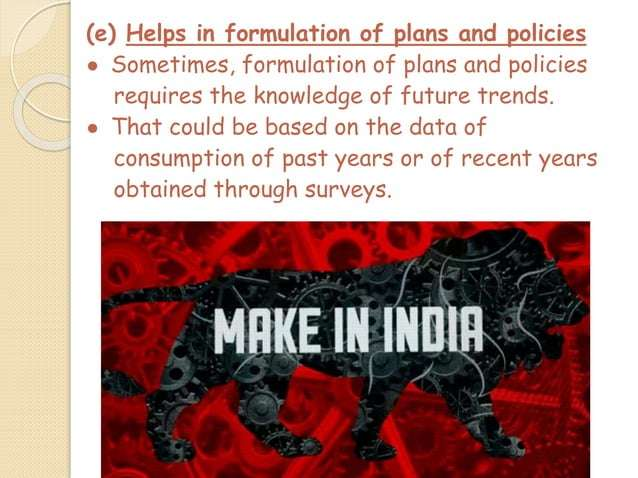 (e) Helps in formulation of plans and policies
● Sometimes, formulation of plans and policies
requires the knowledge of future trends.
● That could be based on the data of
consumption of past years or of recent years
obtained through surveys.
MAKE IN INDIA